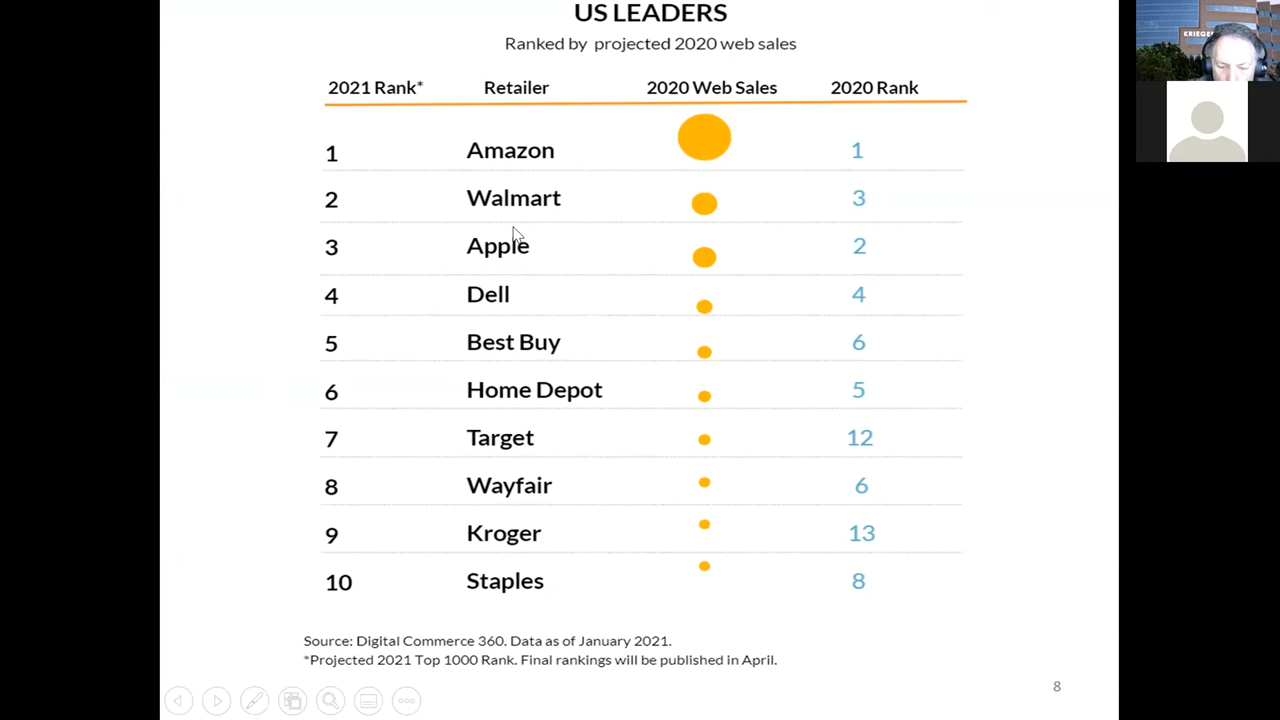 US LEADERS
Ranked by projected 2020 web sales
2021 Rank* Retailer 2020 Web Sales 2020 Rank
1 Amazon 1
2 Walmart 3
3 Apple 2
4 Dell 4
5 Best Buy 6
6 Home Depot 5
7 Target 12
8 Wayfair 6
9 Kroger 13
10 Staples 8
Source: Digital Commerce 360. Data as of January 2021.
*Projected 2021 Top 1000 Rank. Final rankings will be published in April.
8